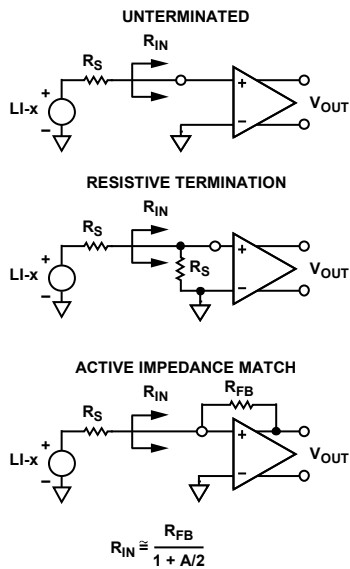 UNTERMINATED
RIN
RS
LI-x
+
−
+
−
VOUT
RESISTIVE TERMINATION
RIN
RS
LI-x
+
−
RS
+
−
VOUT
ACTIVE IMPEDANCE MATCH
RIN
RFB
RS
LI-x
+
−
+
−
VOUT
RIN ≅ RFB
1 + A/2